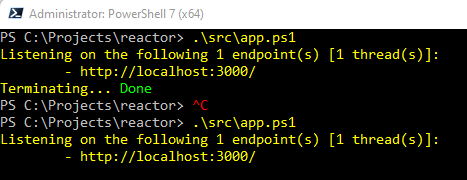 Administrator: PowerShell 7 (x64)
PS C:\Projects\reactor> .\src\app.ps1
Listening on the following 1 endpoint(s) [1 thread(s)]:
        - http://localhost:3000/
Terminating... Done
PS C:\Projects\reactor> ^C
PS C:\Projects\reactor> .\src\app.ps1
Listening on the following 1 endpoint(s) [1 thread(s)]:
        - http://localhost:3000/